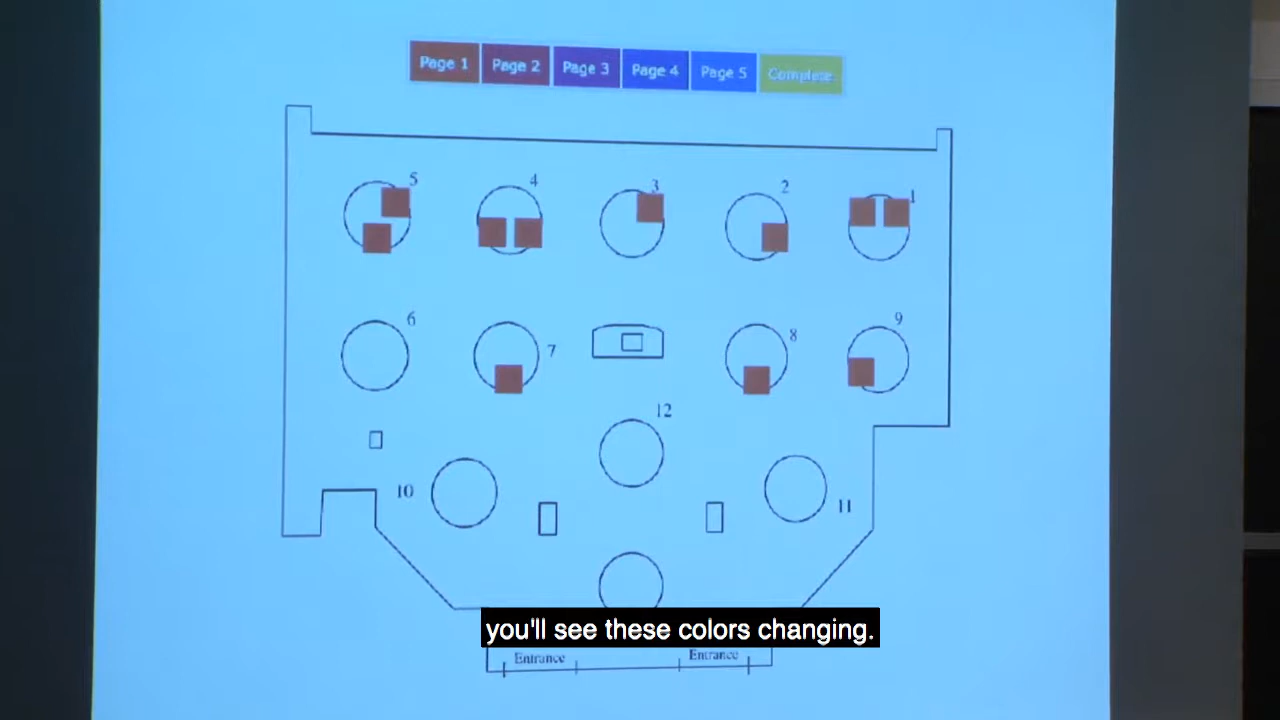 Page 1 Page 2 Page 3 Page 4 Page 5 Complete
5 4 3 2 1
6 7 8 9
12
10 11
you'll see these colors changing.
Entrance Entrance